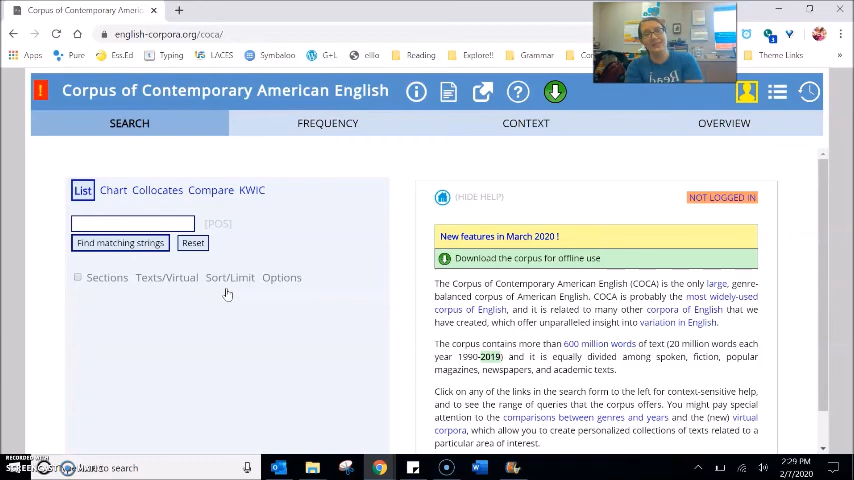 Corpus of Contemporary Americ
english-corpora.org/coca/
Apps
Pure
Ess.Ed
Typing
LACES
Symbaloo
G+L
elllo
Reading
Explore!!
Grammar
Theme Links
Read
Corpus of Contemporary American English
SEARCH
FREQUENCY
CONTEXT
OVERVIEW
List Chart Collocates Compare KWIC
[POS]
Find matching strings
Reset
Sections Texts/Virtual Sort/Limit Options
(HIDE HELP)
NOT LOGGED IN
New features in March 2020 !
Download the corpus for offline use
The Corpus of Contemporary American English (COCA) is the only large, genre-
balanced corpus of American English. COCA is probably the most widely-used
corpus of English, and it is related to many other corpora of English that we
have created, which offer unparalleled insight into variation in English.
The corpus contains more than 600 million words of text (20 million words each
year 1990-2019) and it is equally divided among spoken, fiction, popular
magazines, newspapers, and academic texts.
Click on any of the links in the search form to the left for context-sensitive help,
and to see the range of queries that the corpus offers. You might pay special
attention to the comparisons between genres and years and the (new) virtual
corpora, which allow you to create personalized collections of texts related to a
particular area of interest.
RECORDED WITH
to search
2:29 PM
2/7/2020